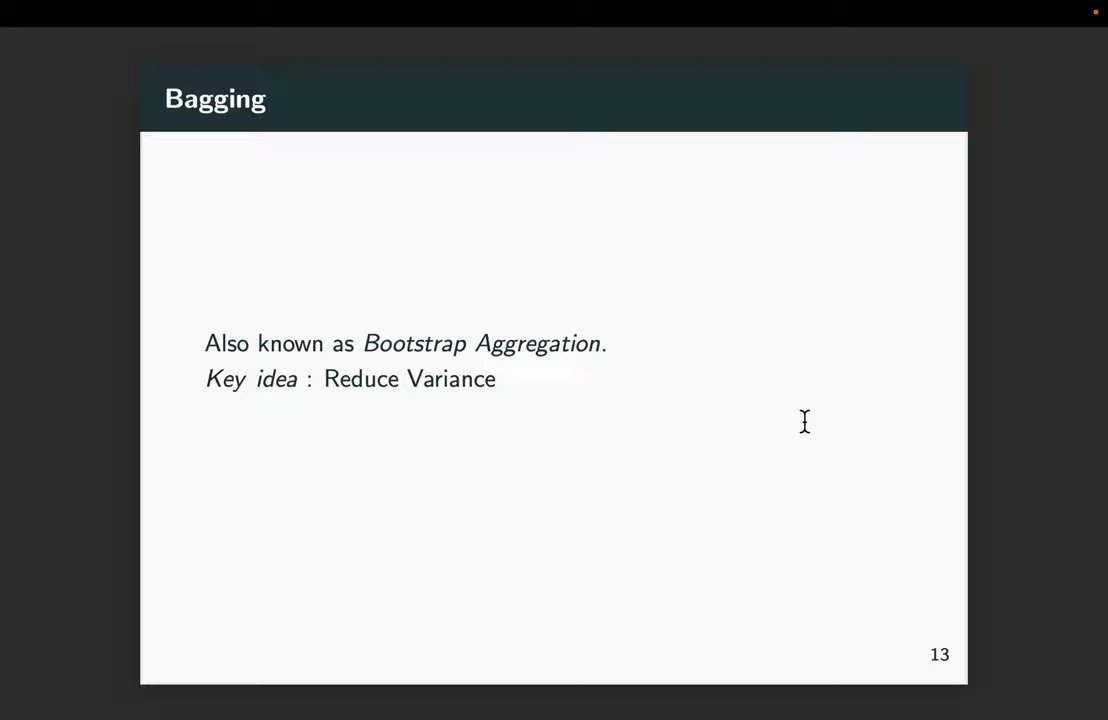 Bagging
Also known as Bootstrap Aggregation.
Key idea : Reduce Variance
13